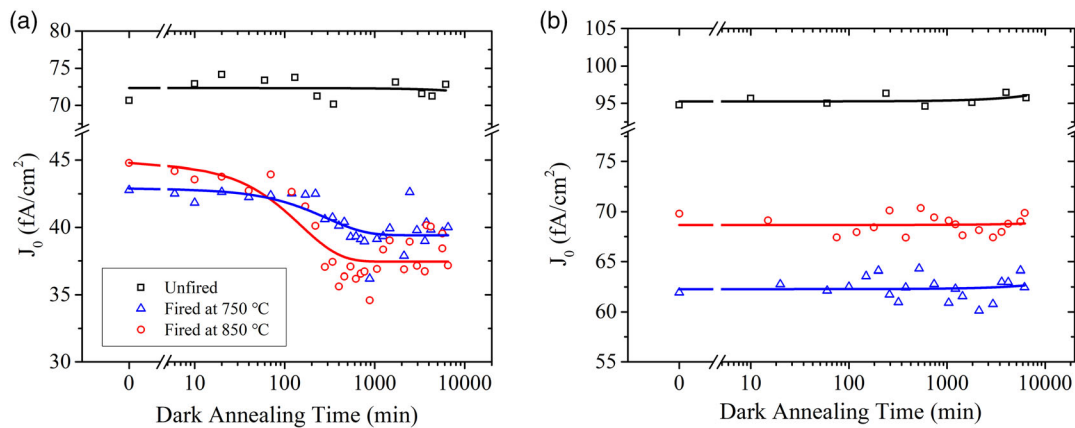 (a)
80
75
70
45
40
35
30
J0 (fA/cm2)
Unfired
Fired at 750 °C
Fired at 850 °C
0 10 100 1000 10000
Dark Annealing Time (min)
(b)
105
100
95
90
70
65
60
55
J0 (fA/cm2)
0 10 100 1000 10000
Dark Annealing Time (min)